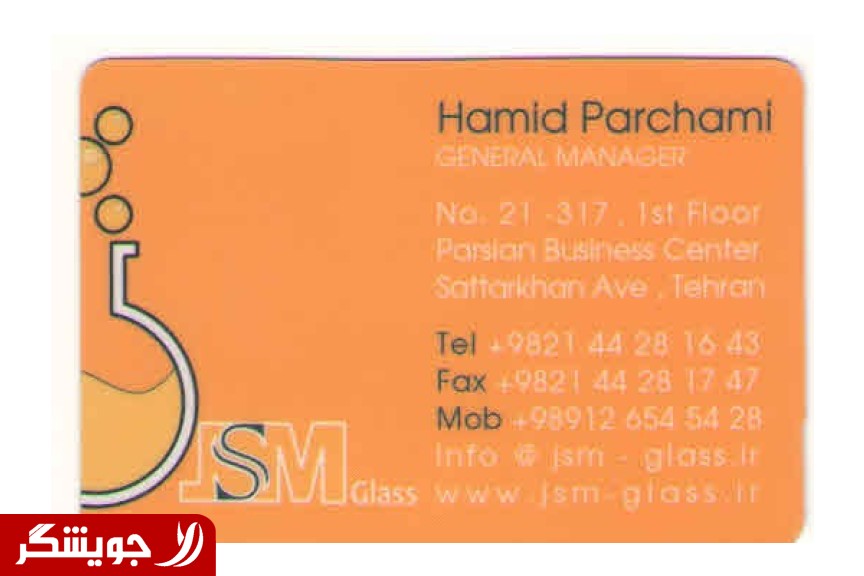 Hamid Parchami
GENERAL MANAGER
No. 21 -317 , 1st Floor
Parsian Business Center
Sattarkhan Ave , Tehran
Tel +9821 44 28 16 43
Fax +9821 44 28 17 47
Mob +98912 654 54 28
Info @ jsm - glass.ir
www.jsm-glass.ir
JSM Glass
جویشگر